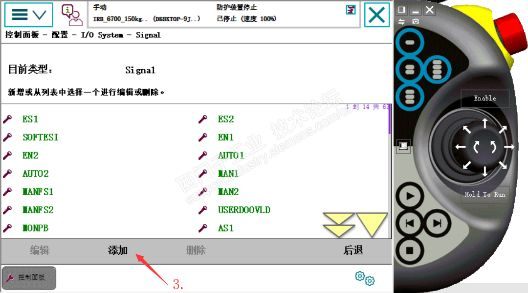 手动
防护装置停止
IRB_6700_150kg.. (DESKTOP-9J..)
已停止 (速度 100%)
控制面板 - 配置 - I/O System - Signal
目前类型: Signal
新增或从列表中选择一个进行编辑或删除。
1 到 14 共 6
ES1 ES2
SOFTESI EN1
EN2 AUTO1
AUTO2 MAN1
MANFS1 MAN2
MANFS2 USERDOOVLD
MONPB AS1
编辑 添加 删除 后退
3.
控制面板
Enable
Hold To Run